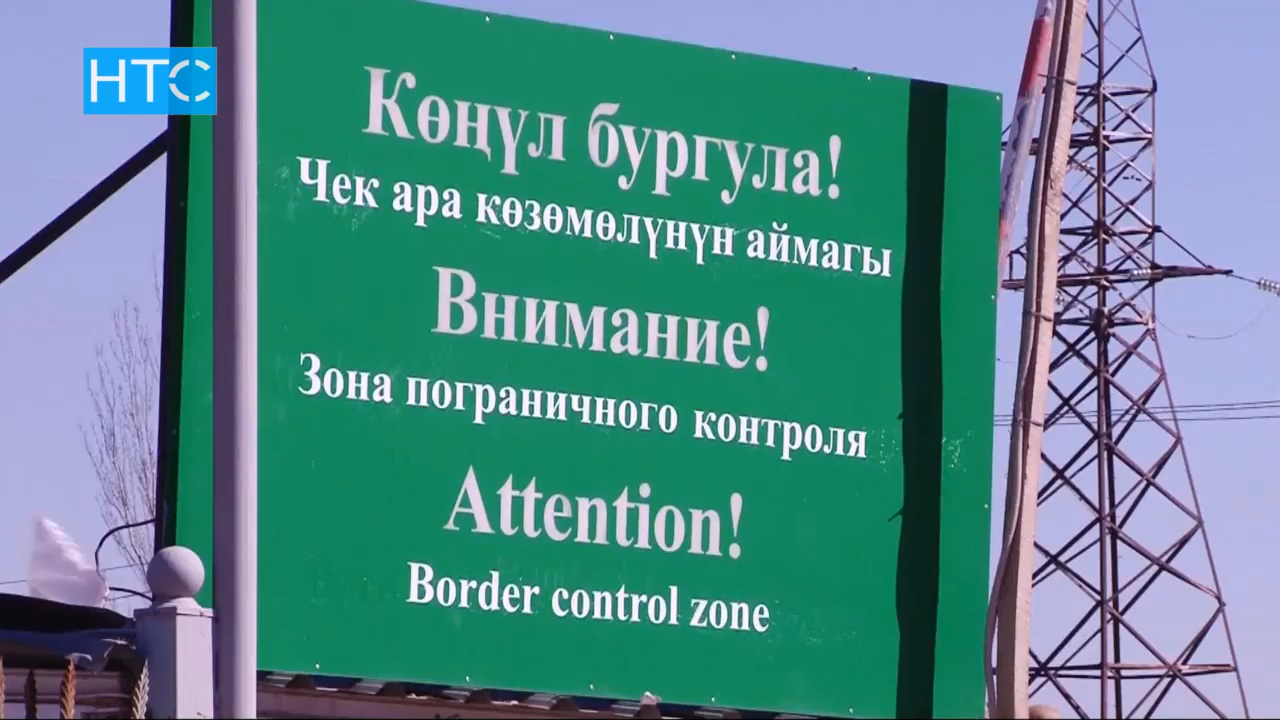 НТС
Көңүл бургула!
Чек ара көзөмөлүнүн аймагы
Внимание!
Зона пограничного контроля
Attention!
Border control zone